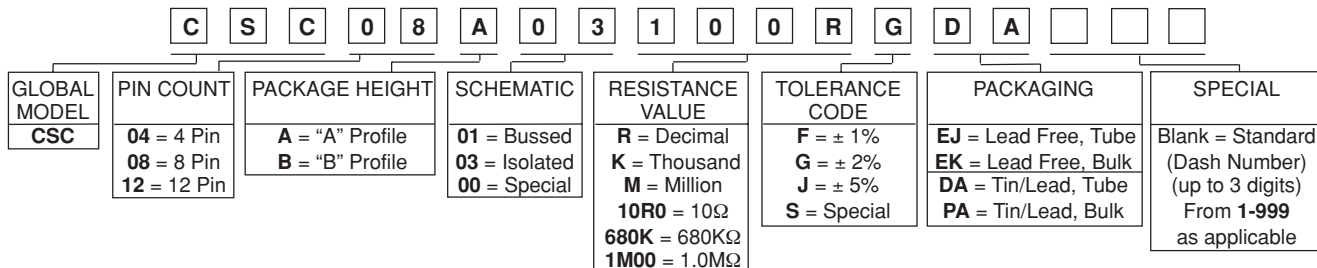 C S C 0 8 A 0 3 1 0 0 R G D A
GLOBAL
MODEL
CSC
PIN COUNT
04 = 4 Pin
08 = 8 Pin
12 = 12 Pin
PACKAGE HEIGHT
A = “A” Profile
B = “B” Profile
SCHEMATIC
01 = Bussed
03 = Isolated
00 = Special
RESISTANCE
VALUE
R = Decimal
K = Thousand
M = Million
10R0 = 10Ω
680K = 680KΩ
1M00 = 1.0MΩ
TOLERANCE
CODE
F = ± 1%
G = ± 2%
J = ± 5%
S = Special
PACKAGING
EJ = Lead Free, Tube
EK = Lead Free, Bulk
DA = Tin/Lead, Tube
PA = Tin/Lead, Bulk
SPECIAL
Blank = Standard
(Dash Number)
(up to 3 digits)
From 1-999
as applicable